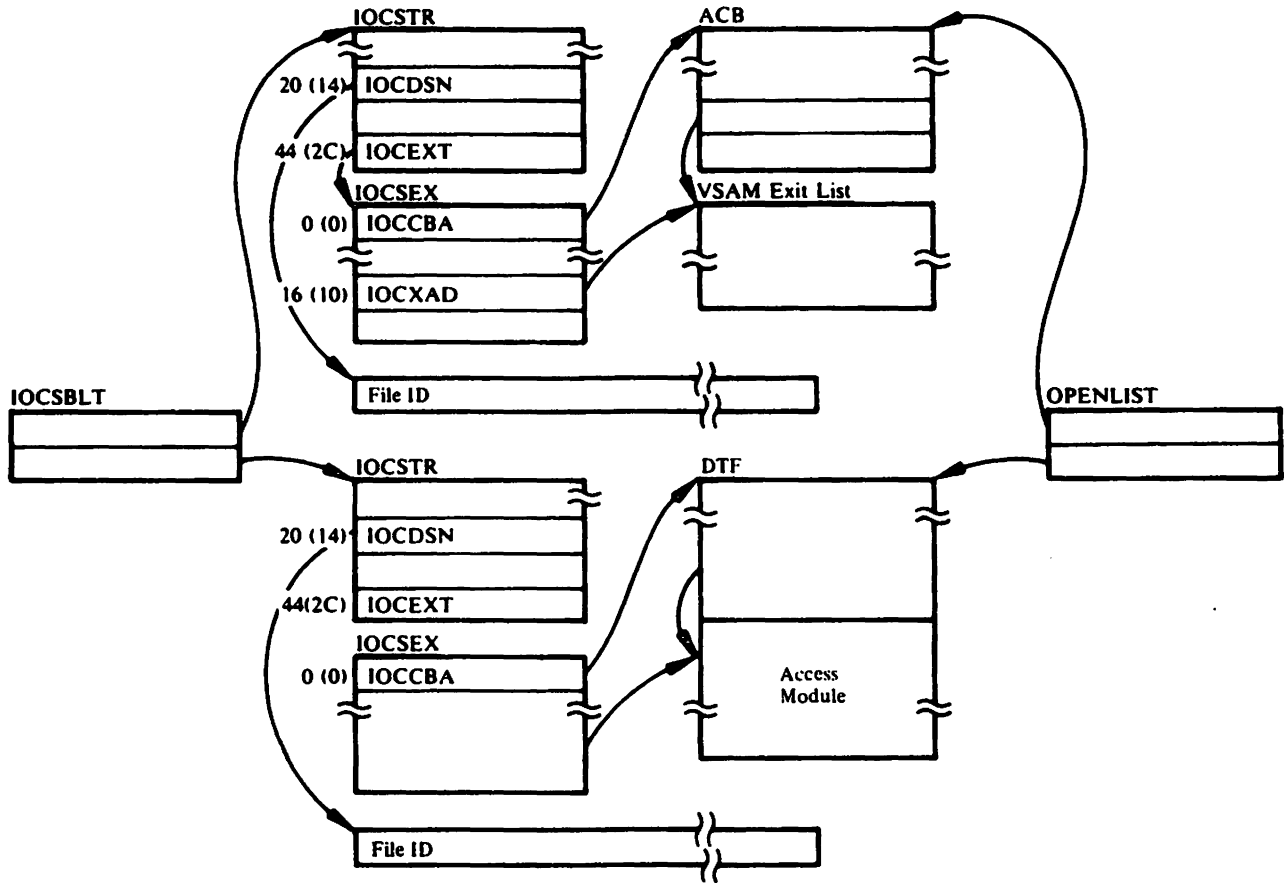 IOCSTR
ACB
20 (14)
IOCDSN
44 (2C)
IOCEXT
IOCSEX
VSAM Exit List
0 (0)
IOCCBA
16 (10)
IOCXAD
File ID
IOCSBLT
OPENLIST
IOCSTR
DTF
20 (14)
IOCDSN
44(2C)
IOCEXT
IOCSEX
0 (0)
IOCCBA
Access
Module
File ID